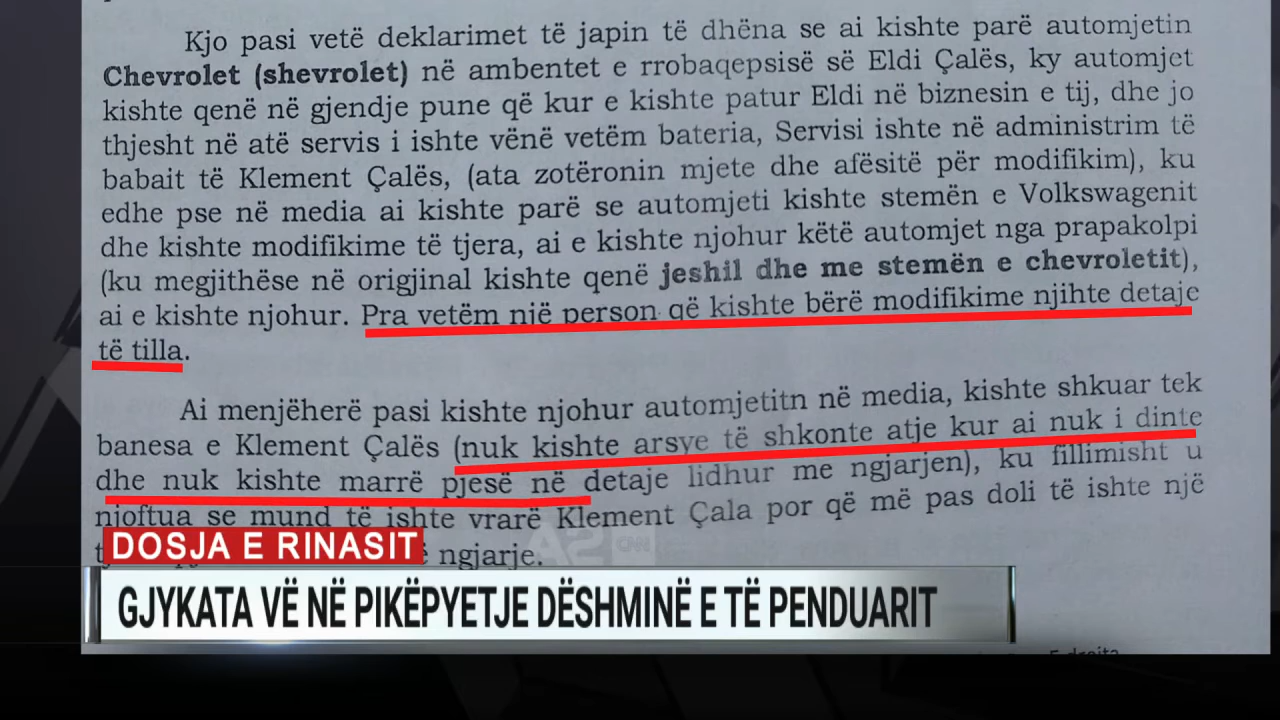 Kjo pasi vetë deklarimet të japin të dhëna se ai kishte parë automjetin
Chevrolet (shevrolet) në ambentet e rrobaqepsisë së Eldi Çalës, ky automjet
kishte qenë në gjendje pune që kur e kishte patur Eldi në biznesin e tij, dhe jo
thjesht në atë servis i ishte vënë vetëm bateria, Servisi ishte në administrim të
babait të Klement Çalës, (ata zotëronin mjete dhe afësitë për modifikim), ku
edhe pse në media ai kishte parë se automjeti kishte stemën e Volkswagenit
dhe kishte modifikime të tjera, ai e kishte njohur këtë automjet nga prapakolpi
(ku megjithëse në origjinal kishte qenë jeshil dhe me stemën e chevroletit),
ai e kishte njohur. Pra vetëm një person që kishte bërë modifikime njihte detaje
të tilla.
Ai menjëherë pasi kishte njohur automjetitn në media, kishte shkuar tek
banesa e Klement Çalës (nuk kishte arsye të shkonte atje kur ai nuk i dinte
dhe nuk kishte marrë pjesë në detaje lidhur me ngjarjen), ku fillimisht u
njoftua se mund të ishte vrarë Klement Çala por që më pas doli të ishte një
ngjarje.
A2 CNN
DOSJA E RINASIT
GJYKATA VË NË PIKËPYETJE DËSHMINË E TË PENDUARIT